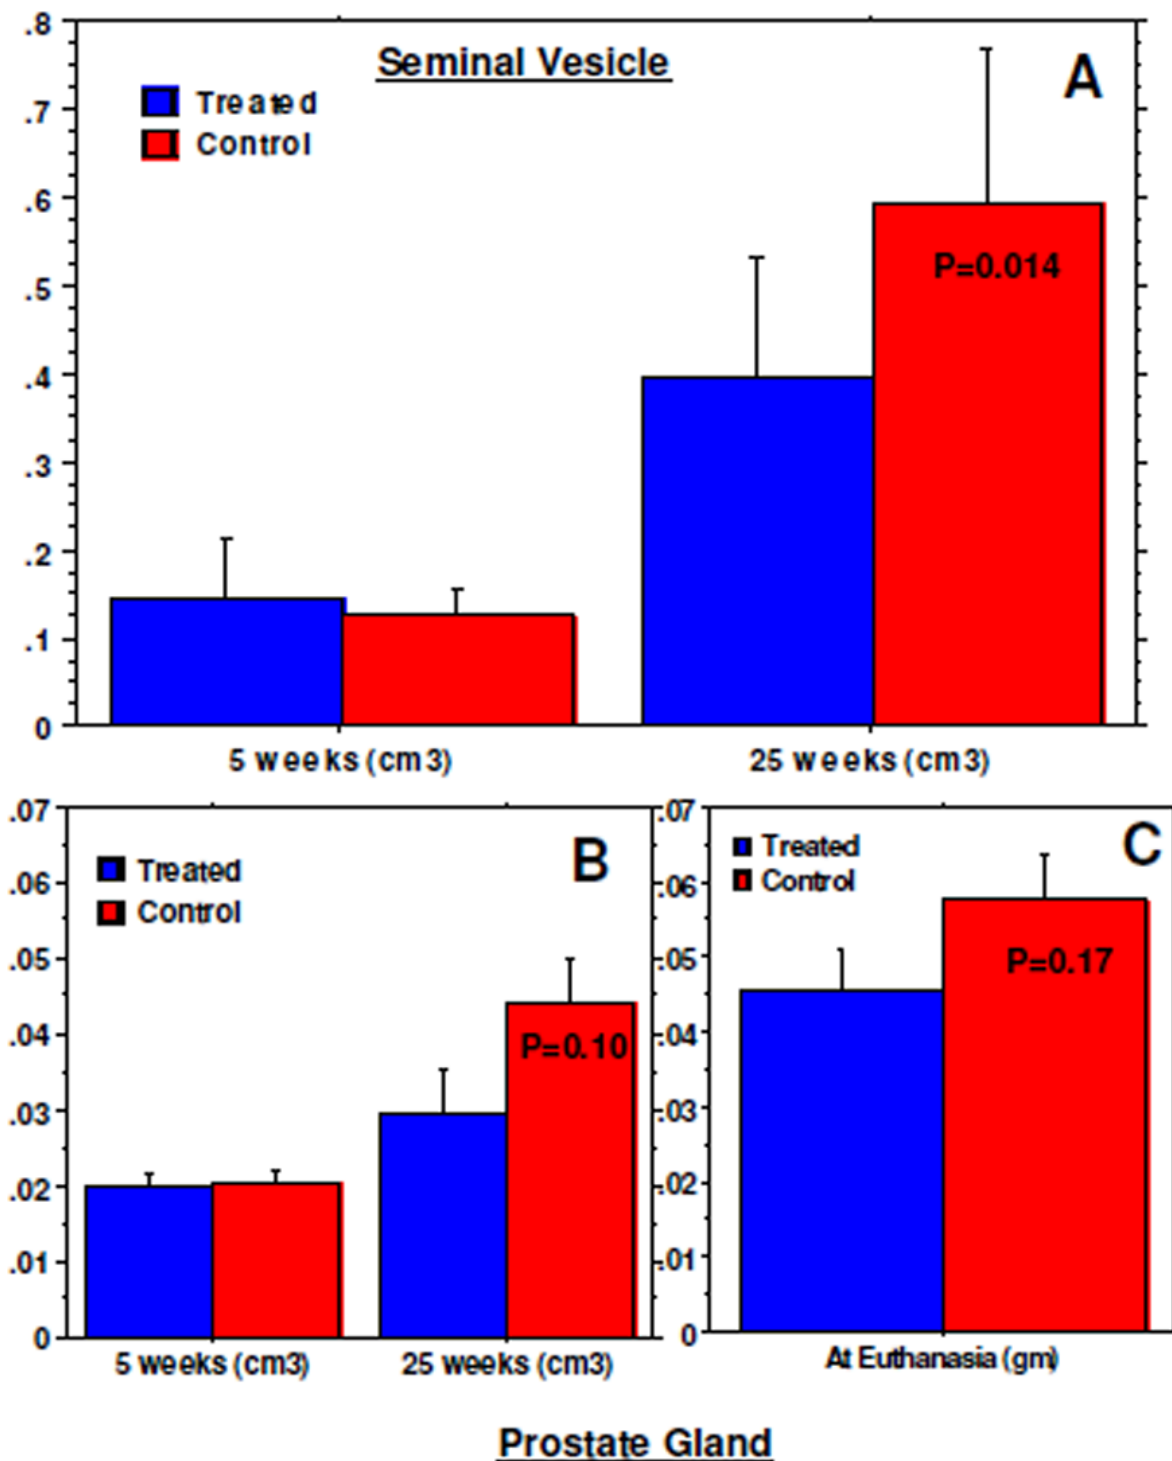 Seminal Vesicle
A
Treated
Control
.8
.7
.6
.5
.4
.3
.2
.1
0
P=0.014
5 weeks (cm3)
25 weeks (cm3)
B
Treated
Control
.07
.06
.05
.04
.03
.02
.01
0
P=0.10
5 weeks (cm3)
25 weeks (cm3)
C
Treated
Control
.07
.06
.05
.04
.03
.02
.01
0
P=0.17
At Euthanasia (gm)
Prostate Gland